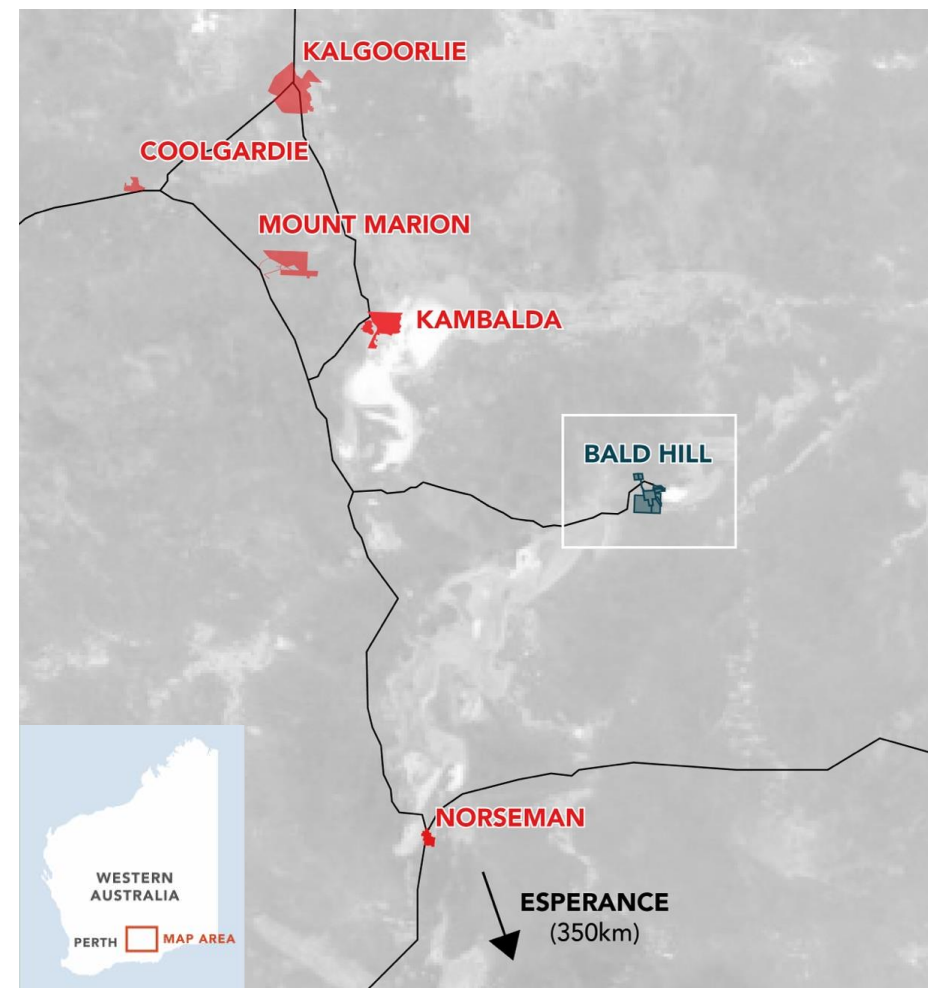 KALGOORLIE
COOLGARDIE
MOUNT MARION
KAMBALDA
BALD HILL
NORSEMAN
ESPERANCE
(350km)
WESTERN
AUSTRALIA
PERTH
MAP AREA